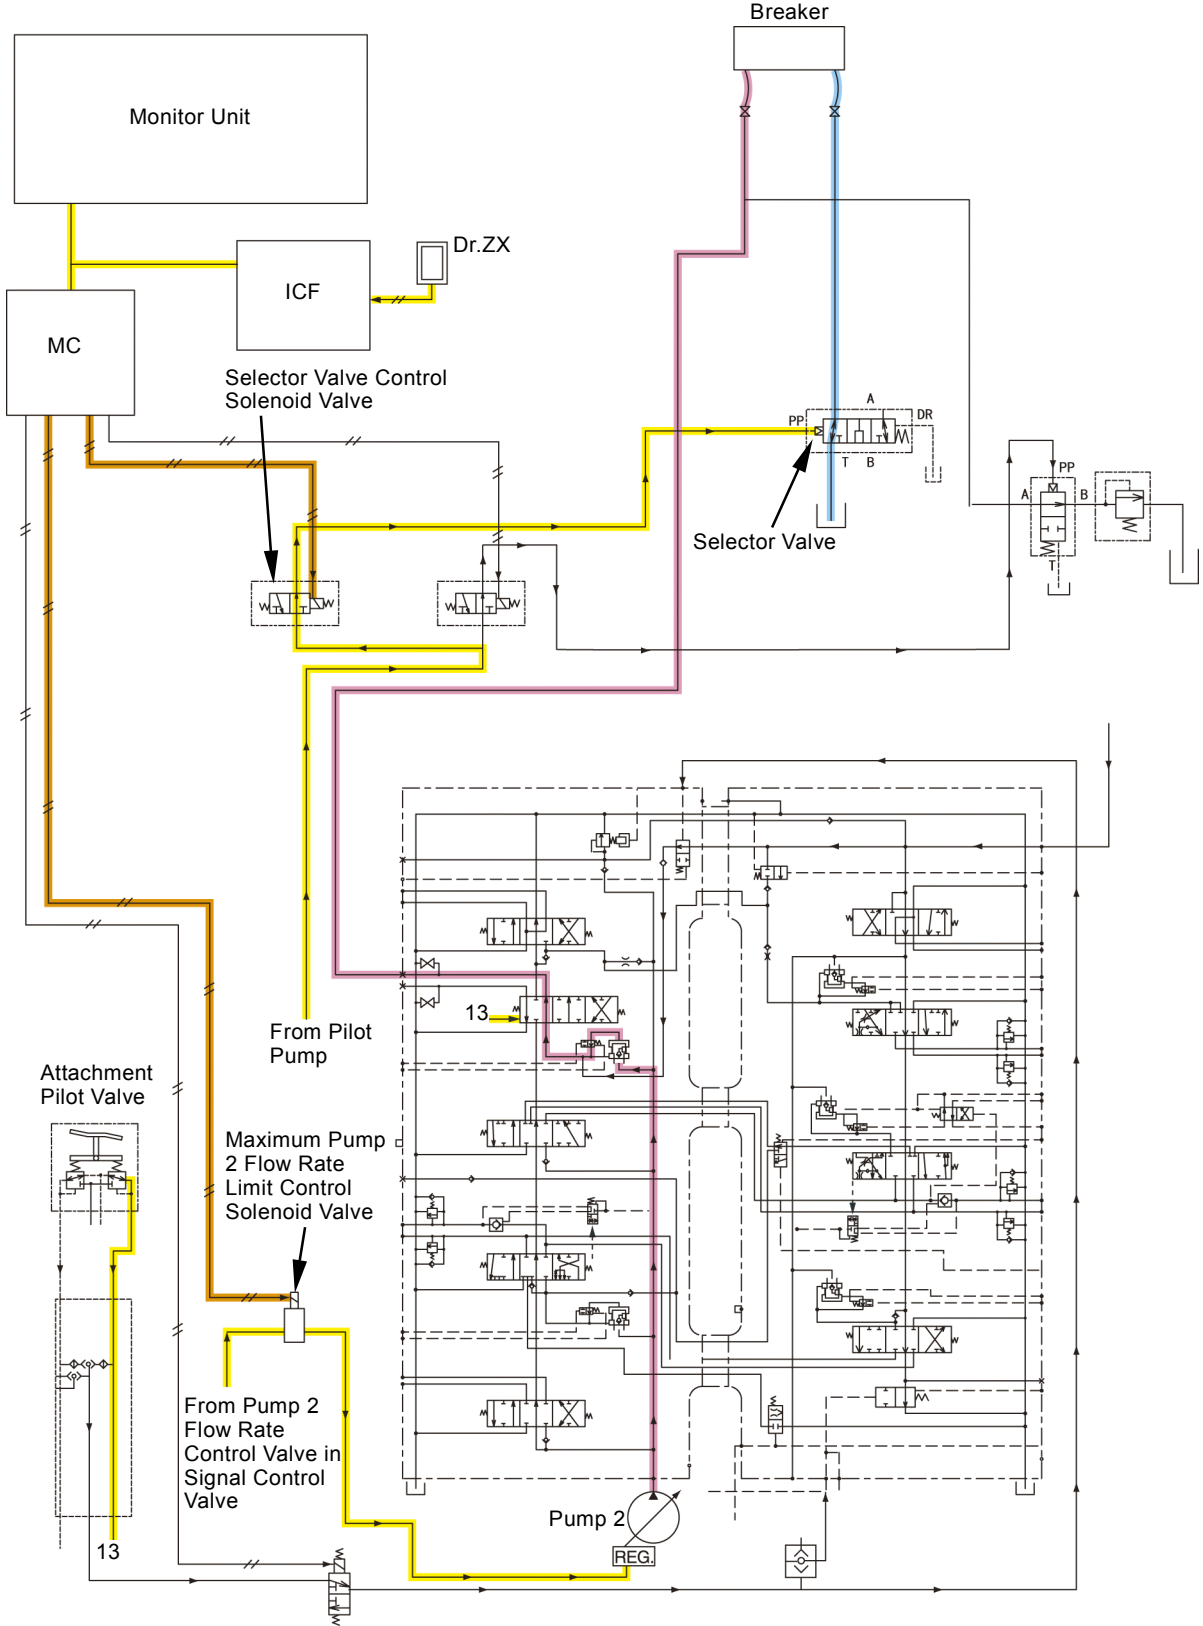 Breaker
Monitor Unit
Dr.ZX
ICF
MC
Selector Valve Control
Solenoid Valve
A
PP
DR
T
B
PP
A
B
T
Selector Valve
13
From Pilot
Pump
Attachment
Pilot Valve
Maximum Pump
2 Flow Rate
Limit Control
Solenoid Valve
From Pump 2
Flow Rate
Control Valve in
Signal Control
Valve
Pump 2
REG.
13